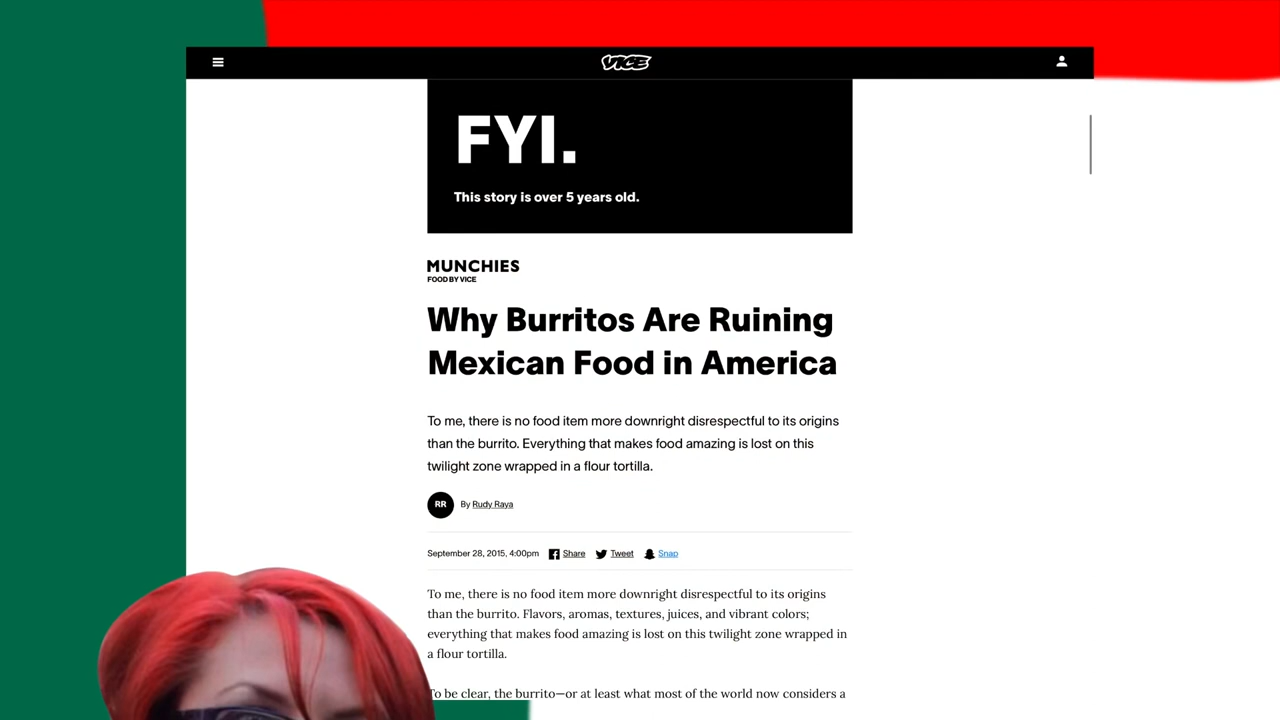 VICE
FYI.
This story is over 5 years old.
MUNCHIES
FOOD BY VICE
Why Burritos Are Ruining
Mexican Food in America
To me, there is no food item more downright disrespectful to its origins
than the burrito. Everything that makes food amazing is lost on this
twilight zone wrapped in a flour tortilla.
RR By Rudy Raya
September 28, 2015, 4:00pm Share Tweet Snap
To me, there is no food item more downright disrespectful to its origins
than the burrito. Flavors, aromas, textures, juices, and vibrant colors;
everything that makes food amazing is lost on this twilight zone wrapped in
a flour tortilla.
To be clear, the burrito—or at least what most of the world now considers a